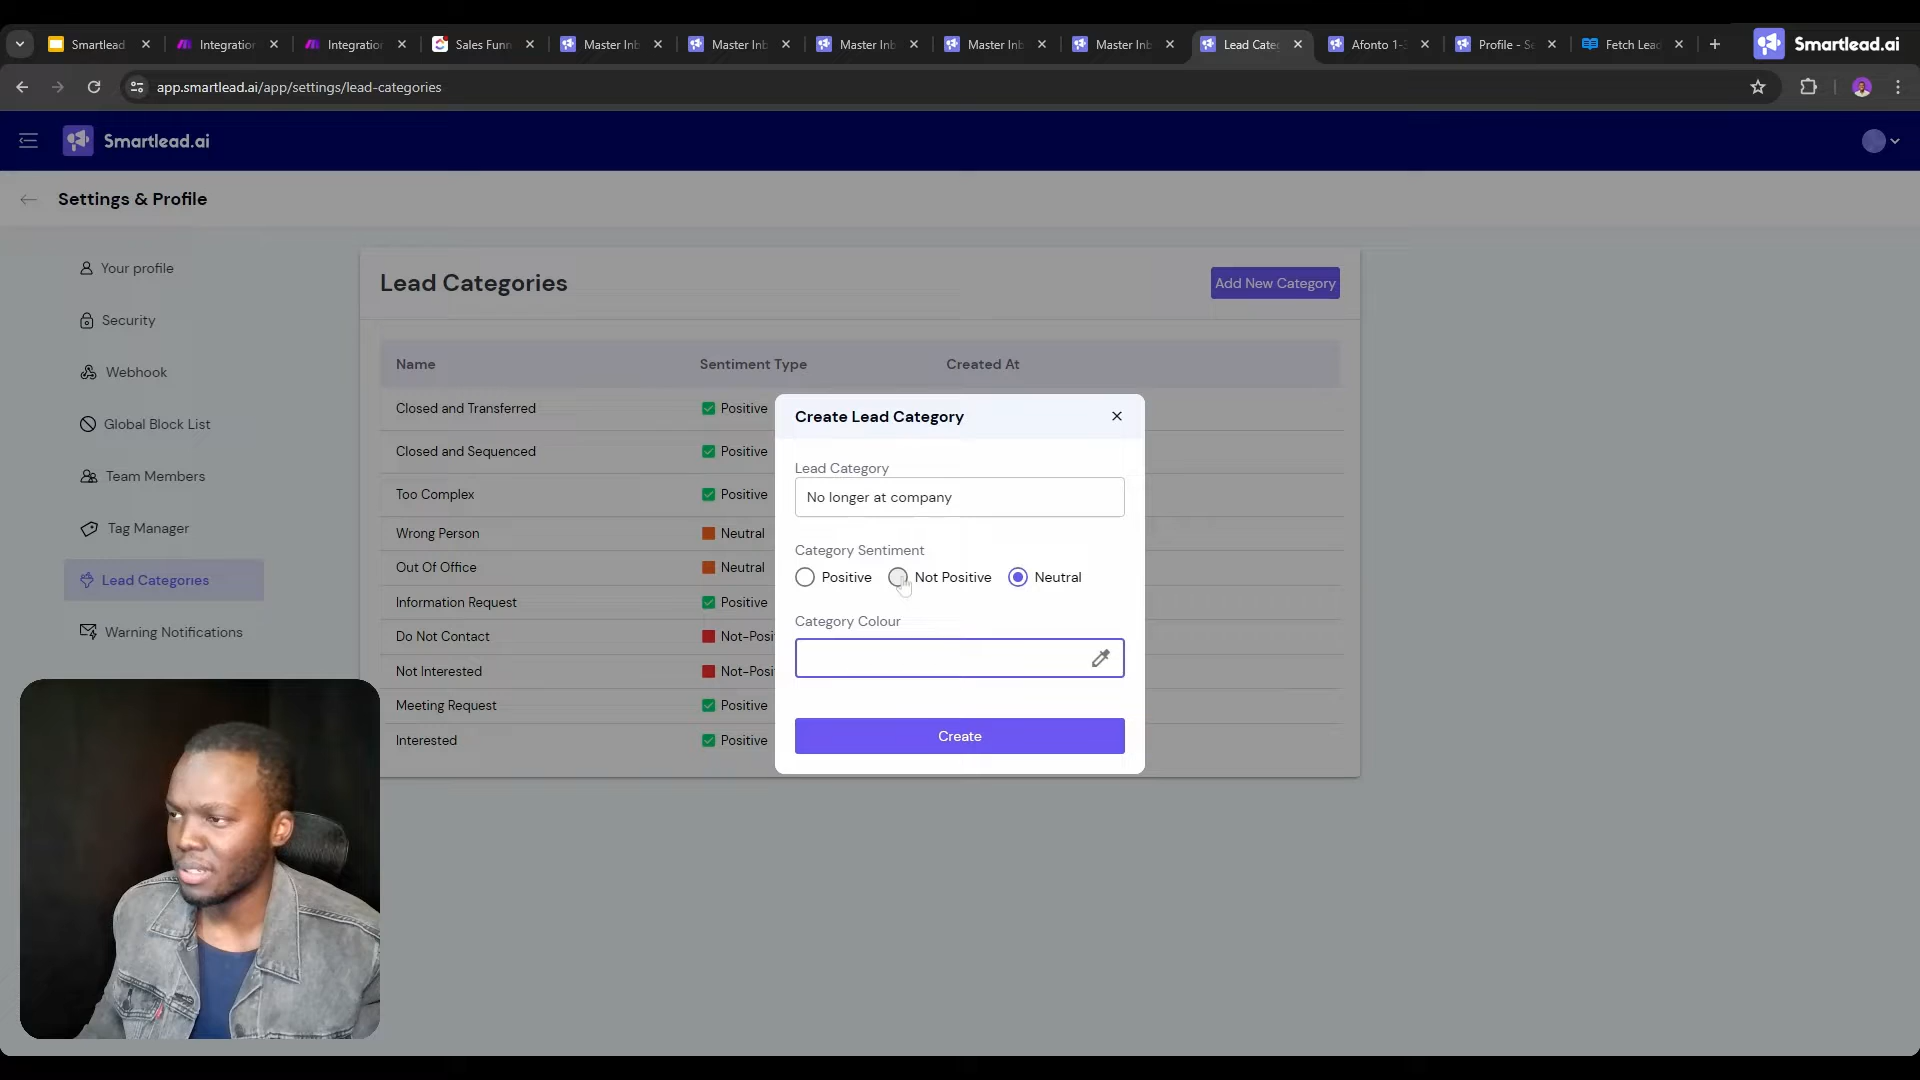 Smartlead
Integration
Integration
Sales Funn
Master Inb
Master Inb
Master Inb
Master Inb
Master Inb
Lead Categ
Afonto 1-
Profile - Se
Fetch Lead
Smartlead.ai
app.smartlead.ai/app/settings/lead-categories
Smartlead.ai
Settings & Profile
Your profile
Security
Webhook
Global Block List
Team Members
Tag Manager
Lead Categories
Warning Notifications
Lead Categories
Add New Category
Name Sentiment Type Created At
Closed and Transferred Positive
Closed and Sequenced Positive
Too Complex Positive
Wrong Person Neutral
Out Of Office Neutral
Information Request Positive
Do Not Contact Not-Posi
Not Interested Not-Posi
Meeting Request Positive
Interested Positive
Create Lead Category
Lead Category
No longer at company
Category Sentiment
Positive Not Positive Neutral
Category Colour
Create